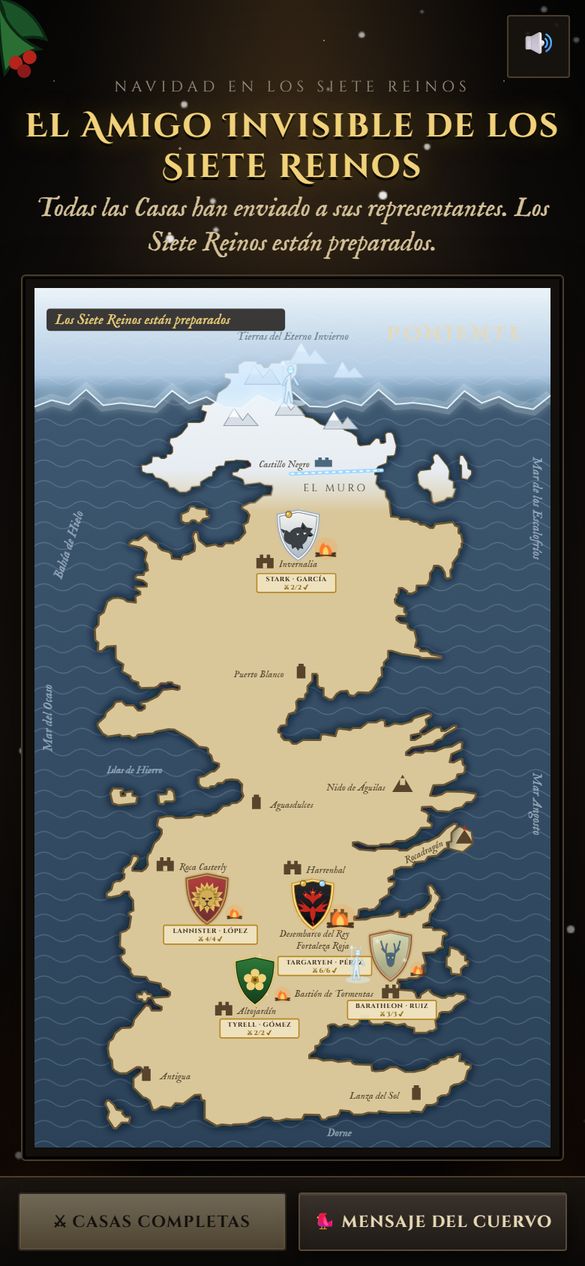 NAVIDAD EN LOS SIETE REINOS
EL AMIGO INVISIBLE DE LOS
SIETE REINOS
Todas las Casas han enviado a sus representantes. Los
Siete Reinos están preparados.
Los Siete Reinos están preparados
PONIENTE
Tierras del Eterno Invierno
Castillo Negro
EL MURO
Mar de los Escalofríos
Bahía de Hielo
Invernalia
STARK · GARCÍA
⚔ 2/2 ✓
Puerto Blanco
Mar del Ocaso
Islas de Hierro
Nido de Águilas
Aguasdulces
Mar Angosto
Rocadragón
Roca Casterly
Harrenhal
LANNISTER · LÓPEZ
⚔ 4/4 ✓
Desembarco del Rey
Fortaleza Roja
TARGARYEN ·
⚔ 6/6 ✓
Bastión de Tormentas
BARATHEON · RUIZ
⚔ 3/3 ✓
Altojardín
TYRELL · GÓMEZ
⚔ 2/2 ✓
Antigua
Lanza del Sol
Dorne
⚔ CASAS COMPLETAS
MENSAJE DEL CUERVO